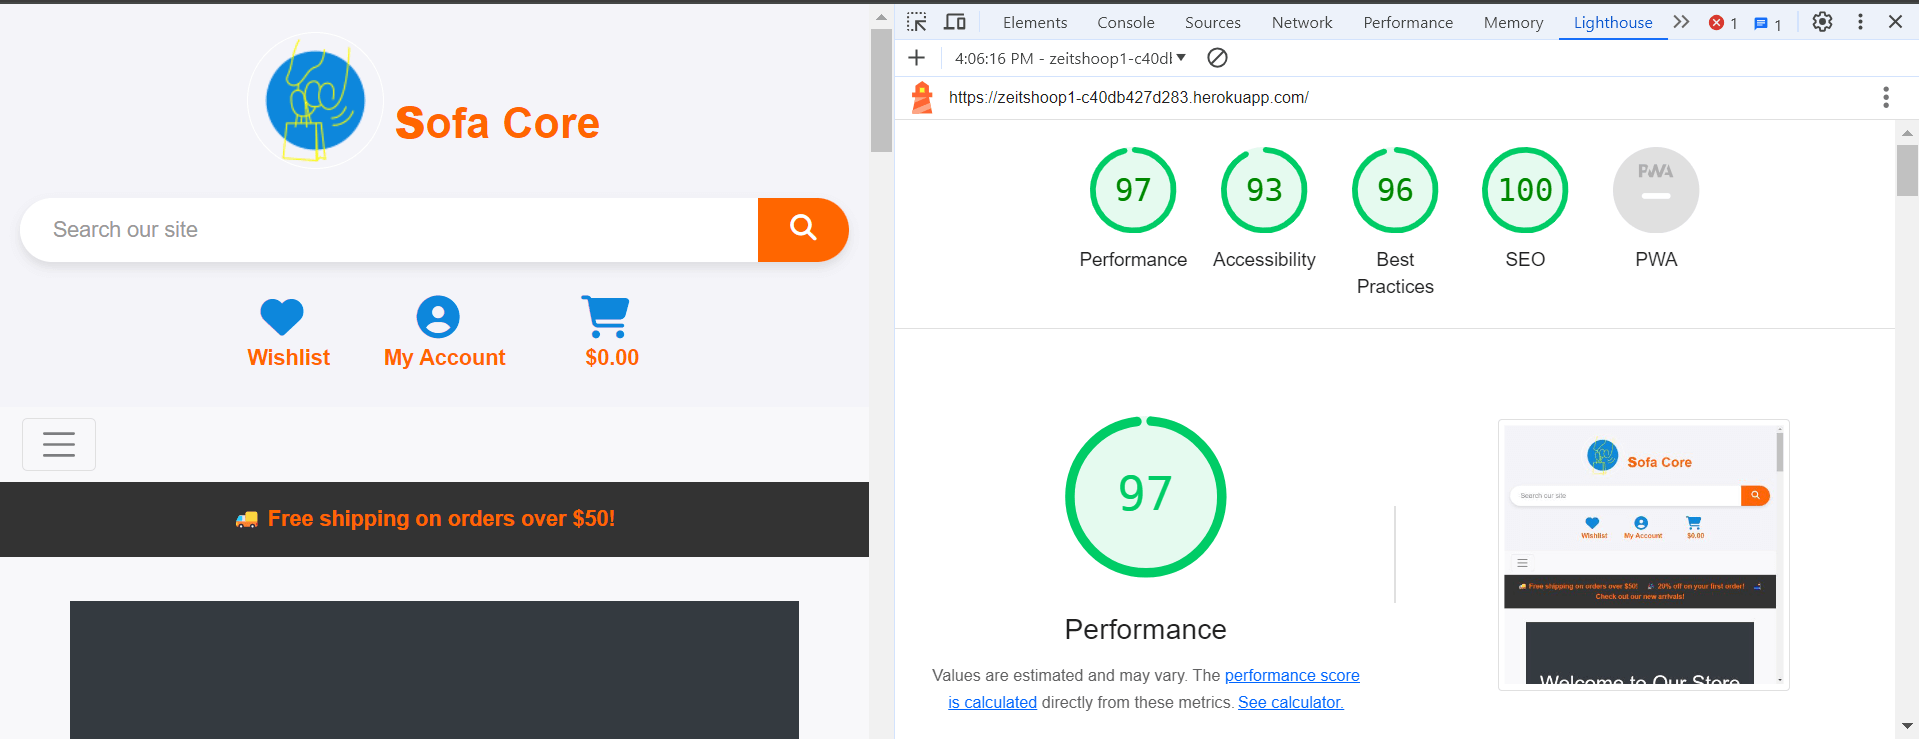 Sofa Core
Search our site
Wishlist
My Account
$0.00
🚚 Free shipping on orders over $50!
Elements
Console
Sources
Network
Performance
Memory
Lighthouse
1
1
4:06:16 PM - zeitshoop1-c40d
https://zeitshoop1-c40db427d283.herokuapp.com/
97
93
96
100
PWA
Performance
Accessibility
Best
Practices
SEO
PWA
97
Performance
Values are estimated and may vary. The performance score
is calculated directly from these metrics. See calculator.
Sofa Core
Search our site
Wishlist
My Account
$0.00
🚚 Free shipping on orders over $50! 20% off on your first order!
Check out our new arrivals!
Welcome to Our Store